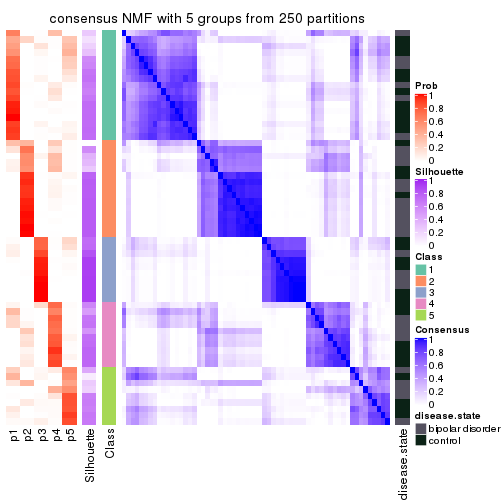 consensus NMF with 5 groups from 250 partitions
Prob
1
0.8
0.6
0.4
0.2
0
Silhouette
1
0.8
0.6
0.4
0.2
0
Class
1
2
3
4
5
Consensus
1
0.8
0.6
0.4
0.2
0
disease.state
bipolar disorder
control
p1
p2
p3
p4
p5
Silhouette
Class
disease.state